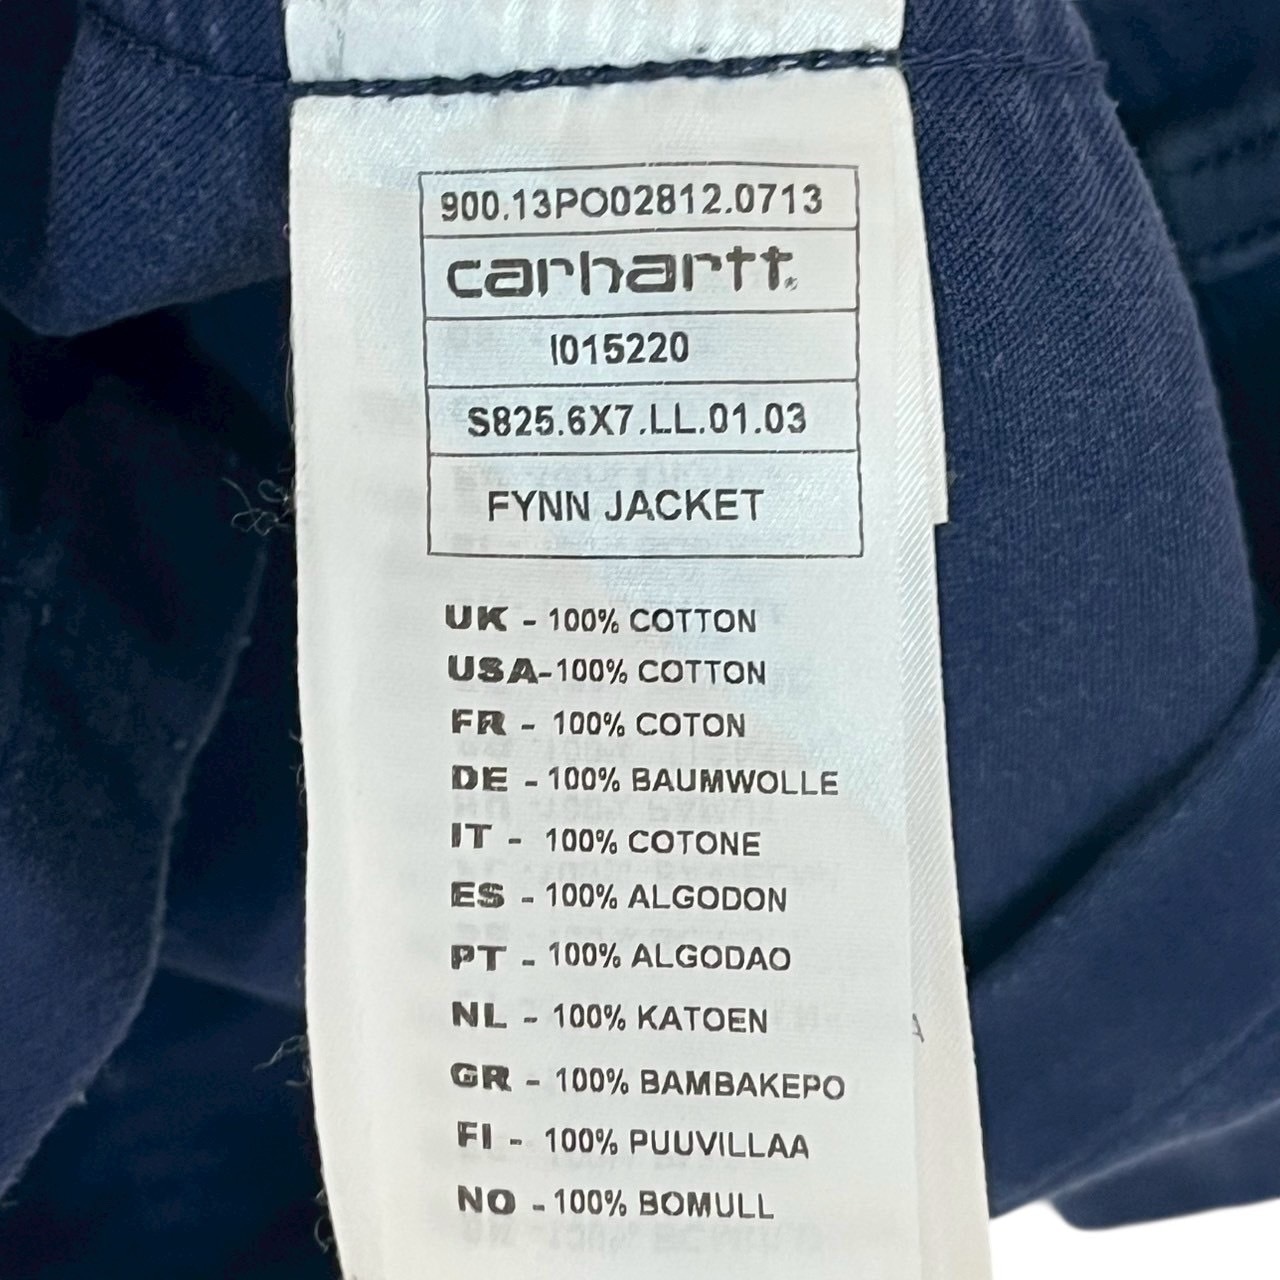 900.13PO02812.0713
carhartt
I015220
S825.6X7.LL.01.03
FYNN JACKET
UK - 100% COTTON
USA-100% COTTON
FR - 100% COTON
DE - 100% BAUMWOLLE
IT - 100% COTONE
ES - 100% ALGODON
PT - 100% ALGODAO
NL - 100% KATOEN
GR - 100% BAMBAKEPO
FI - 100% PUUVILLAA
NO - 100% BOMULL